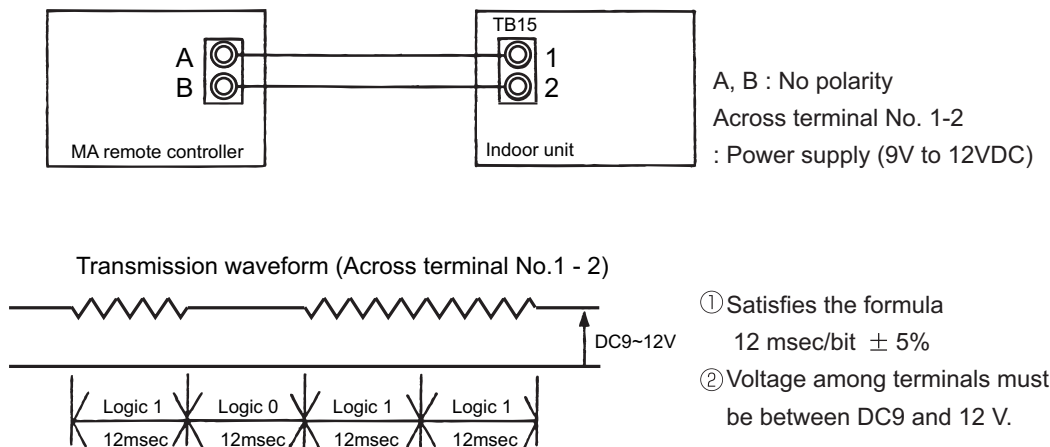 TB15
A
1
B
2
MA remote controller
Indoor unit
A, B : No polarity
Across terminal No. 1-2
: Power supply (9V to 12VDC)
Transmission waveform (Across terminal No.1 - 2)
DC9~12V
Logic 1
Logic 0
Logic 1
Logic 1
12msec
12msec
12msec
12msec
① Satisfies the formula
12 msec/bit ± 5%
② Voltage among terminals must
be between DC9 and 12 V.